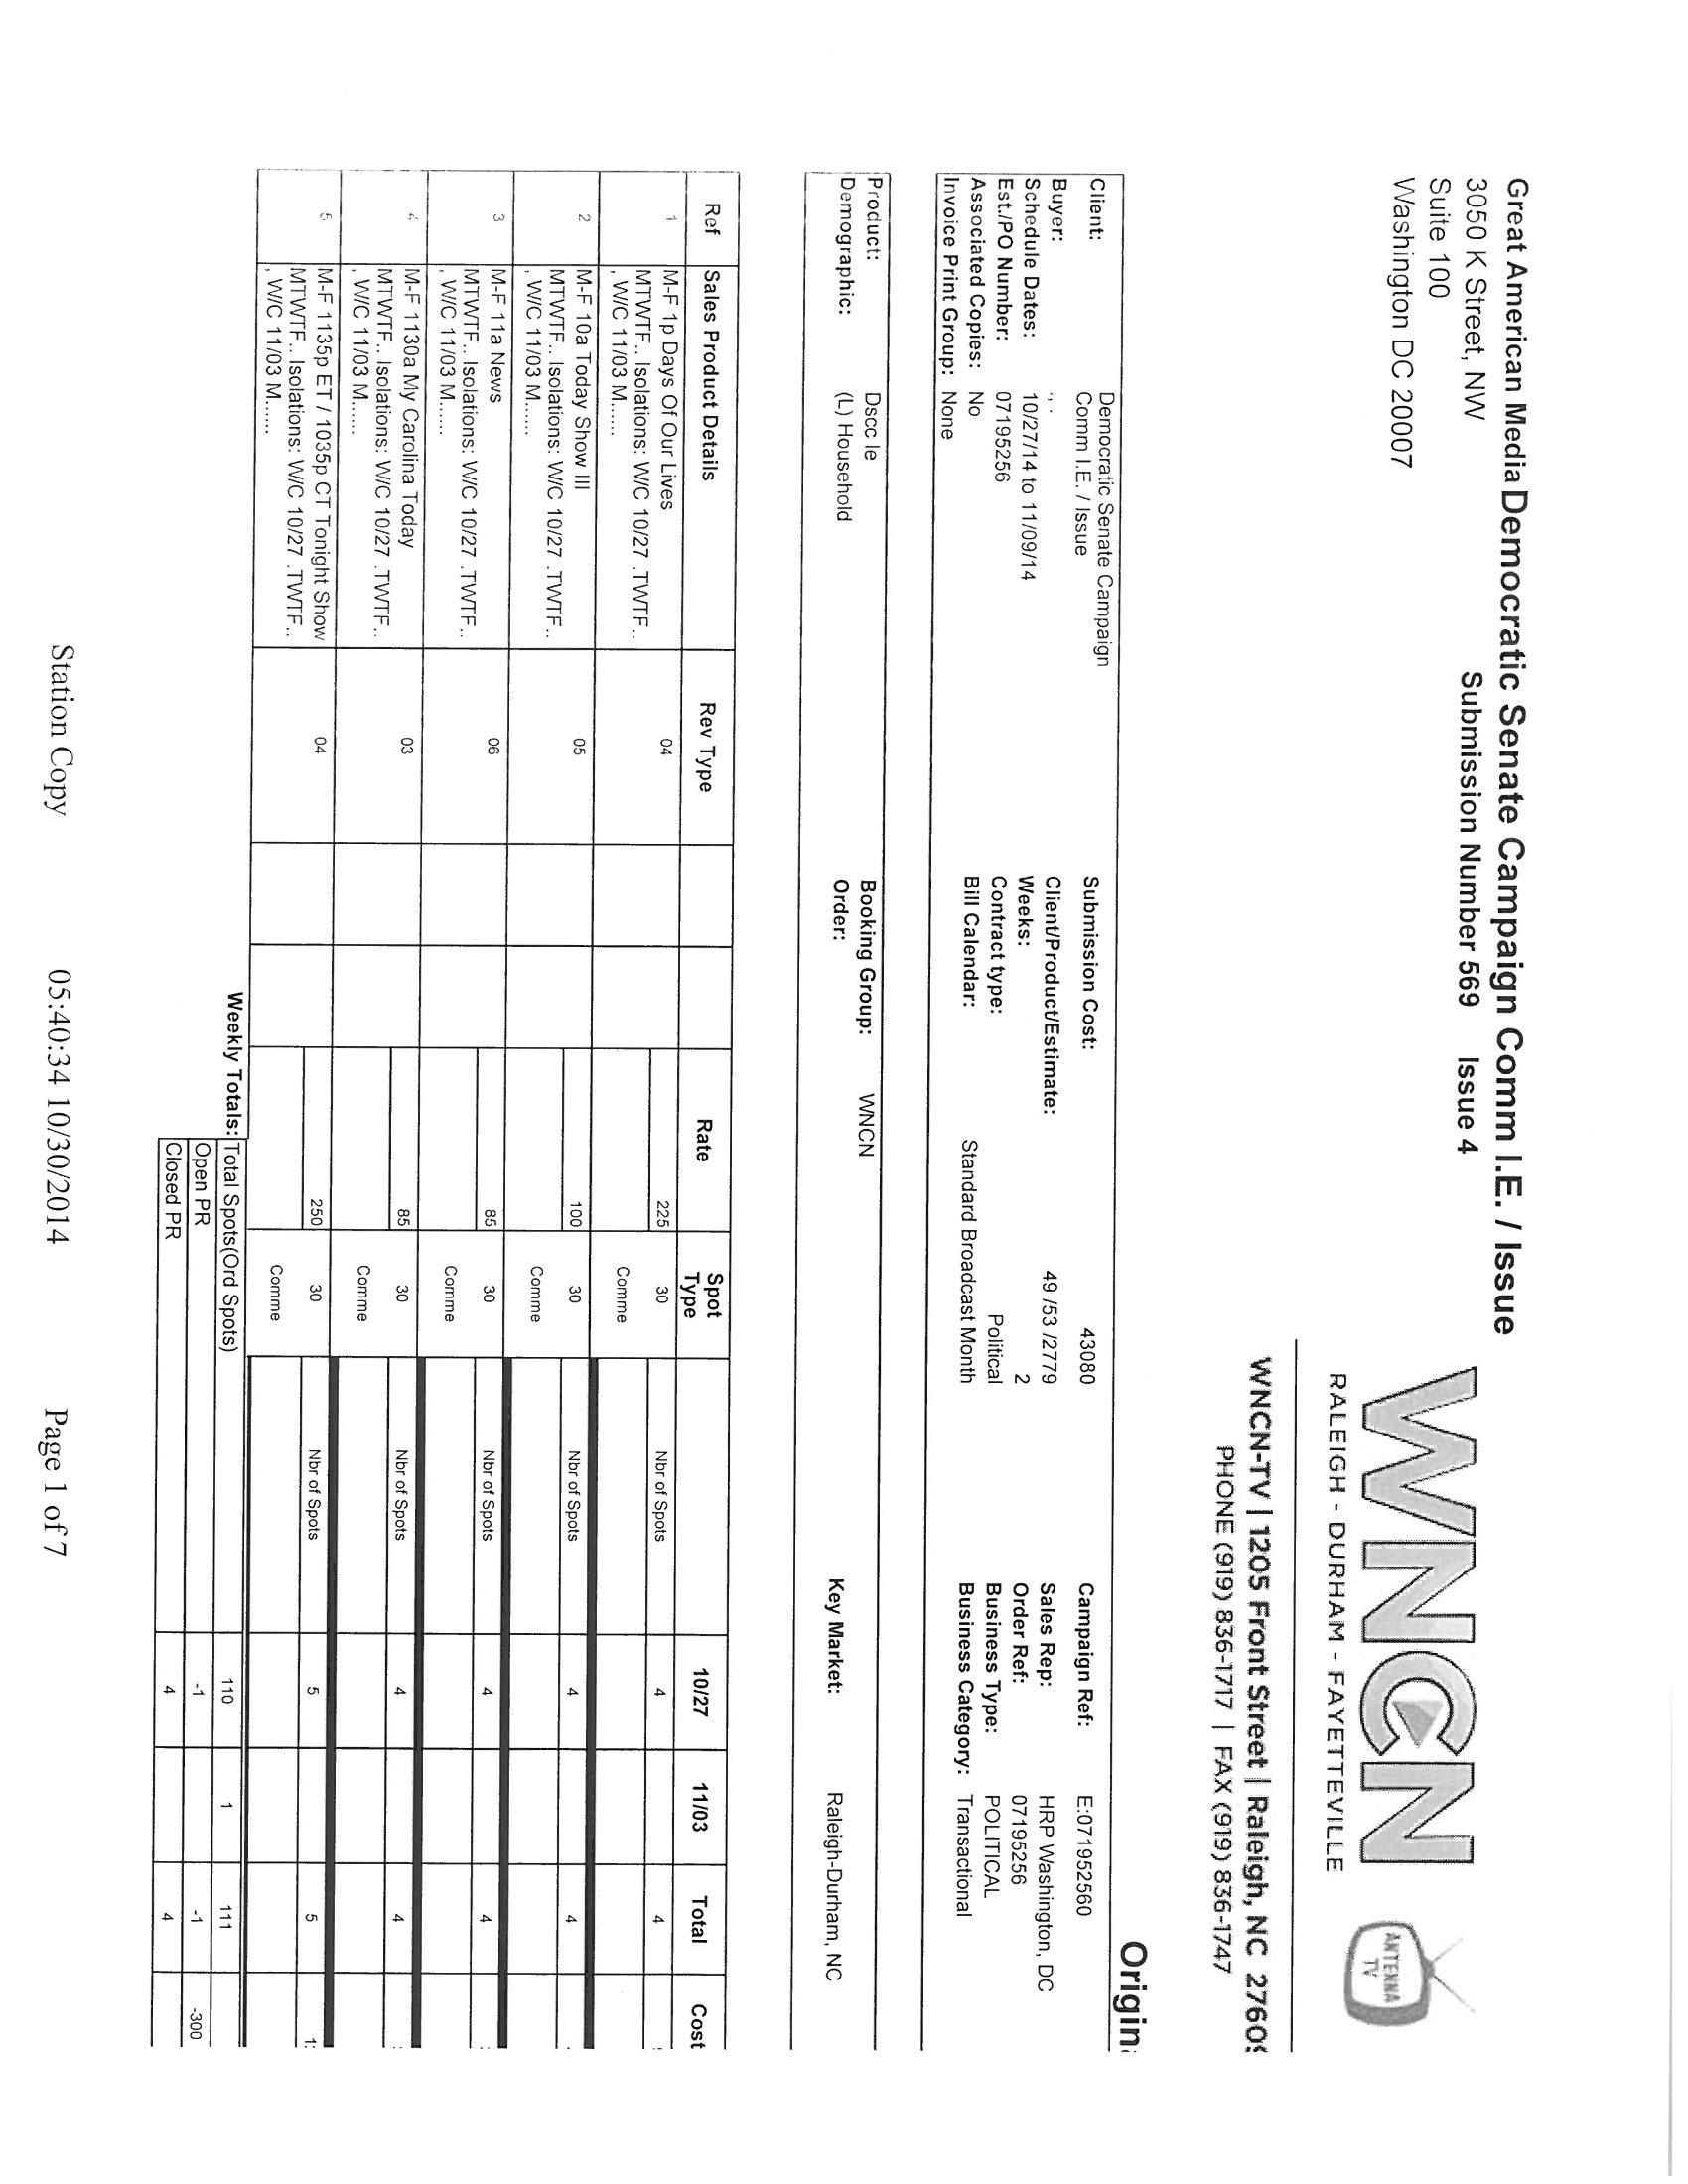 Great American Media Democratic Senate Campaign Comm I.E. / Issue
3050 K Street, NW
Suite 100
Washington DC 20007
Submission Number 569 Issue 4
WNCN
RALEIGH - DURHAM - FAYETTEVILLE
ANTENNA
TV
WNCN-TV | 1205 Front Street | Raleigh, NC 2760
PHONE (919) 836-1717 | FAX (919) 836-1747
Origin
Client: Democratic Senate Campaign Comm I.E. / Issue
Buyer: , .
Schedule Dates: 10/27/14 to 11/09/14
Est./PO Number: 07195256
Associated Copies: No
Invoice Print Group: None
Submission Cost: 43080
Client/Product/Estimate: 49 /53 /2779
Weeks: 2
Contract type: Political
Bill Calendar: Standard Broadcast Month
Campaign Ref: E:071952560
Sales Rep: HRP Washington, DC
Order Ref: 07195256
Business Type: POLITICAL
Business Category: Transactional
Product: Dscc Ie
Demographic: (L) Household
Booking Group: WNCN
Order:
Key Market: Raleigh-Durham, NC
Ref Sales Product Details Rev Type Rate Spot Type 10/27 11/03 Total Cost
1 M-F 1p Days Of Our Lives 04 225 30 Nbr of Spots 4 4
MTWTF.. Isolations: W/C 10/27 .TWTF..
, W/C 11/03 M...... Comme
2 M-F 10a Today Show III 05 100 30 Nbr of Spots 4 4
MTWTF.. Isolations: W/C 10/27 .TWTF..
, W/C 11/03 M...... Comme
3 M-F 11a News 06 85 30 Nbr of Spots 4 4
MTWTF.. Isolations: W/C 10/27 .TWTF..
, W/C 11/03 M...... Comme
4 M-F 1130a My Carolina Today 03 85 30 Nbr of Spots 4 4
MTWTF.. Isolations: W/C 10/27 .TWTF..
, W/C 11/03 M...... Comme
5 M-F 1135p ET / 1035p CT Tonight Show 04 250 30 Nbr of Spots 5 5
MTWTF.. Isolations: W/C 10/27 .TWTF..
, W/C 11/03 M...... Comme
Weekly Totals: Total Spots(Ord Spots) 110 1 111
Open PR -1 -1 -300
Closed PR 4 4
Station Copy 05:40:34 10/30/2014 Page 1 of 7